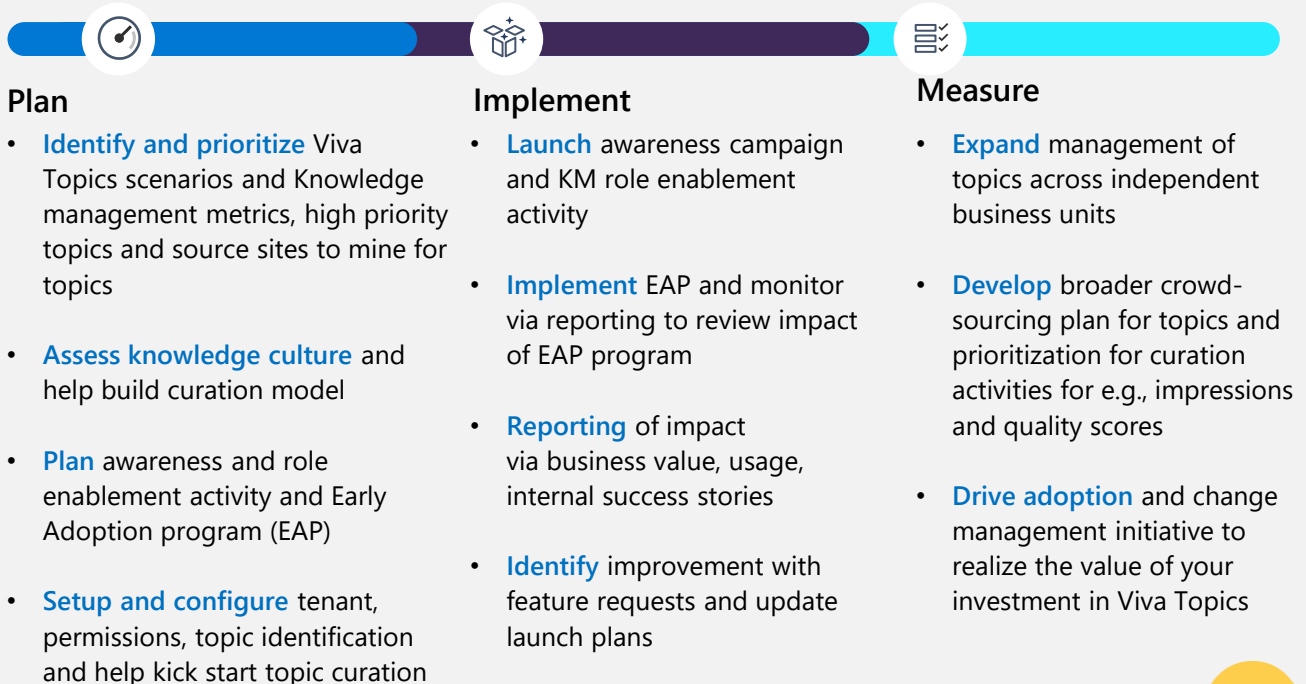 Plan
• Identify and prioritize Viva
Topics scenarios and Knowledge
management metrics, high priority
topics and source sites to mine for
topics
• Assess knowledge culture and
help build curation model
• Plan awareness and role
enablement activity and Early
Adoption program (EAP)
• Setup and configure tenant,
permissions, topic identification
and help kick start topic curation
Implement
• Launch awareness campaign
and KM role enablement
activity
• Implement EAP and monitor
via reporting to review impact
of EAP program
• Reporting of impact
via business value, usage,
internal success stories
• Identify improvement with
feature requests and update
launch plans
Measure
• Expand management of
topics across independent
business units
• Develop broader crowd-
sourcing plan for topics and
prioritization for curation
activities for e.g., impressions
and quality scores
• Drive adoption and change
management initiative to
realize the value of your
investment in Viva Topics